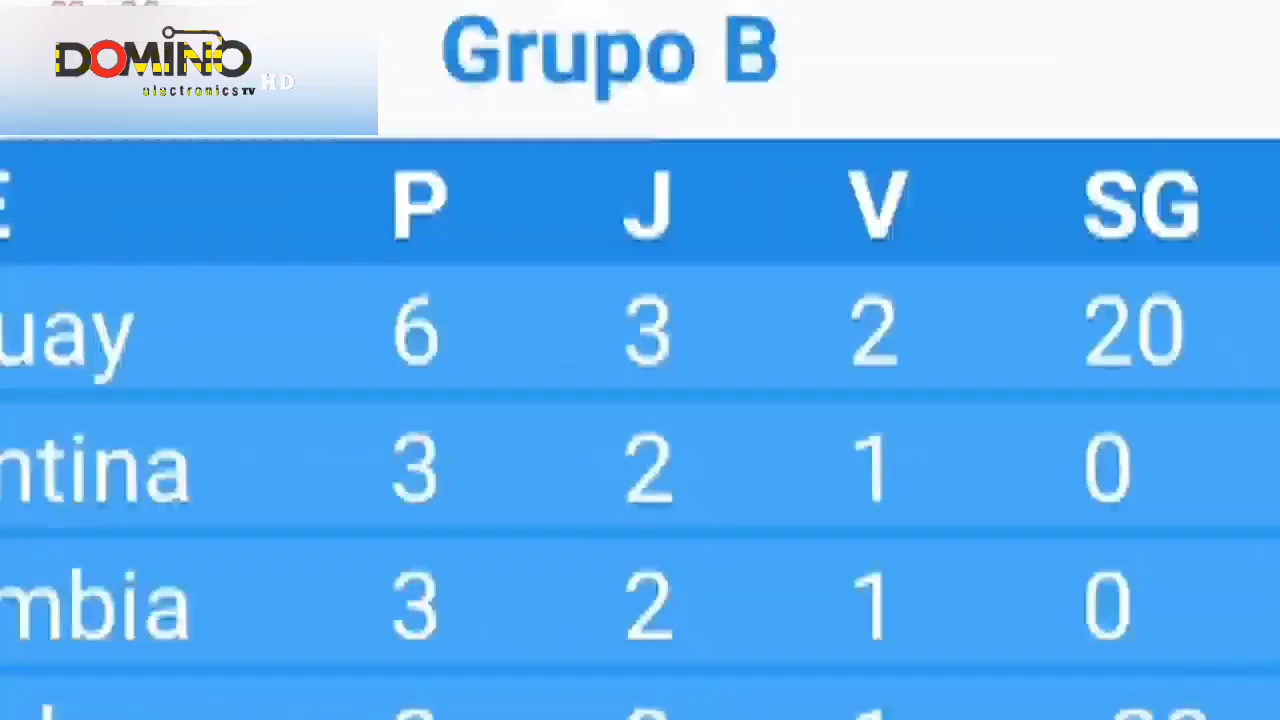 DOMINO
electronics TV HD
Grupo B
P J V SG
uay 6 3 2 20
ntina 3 2 1 0
mbia 3 2 1 0